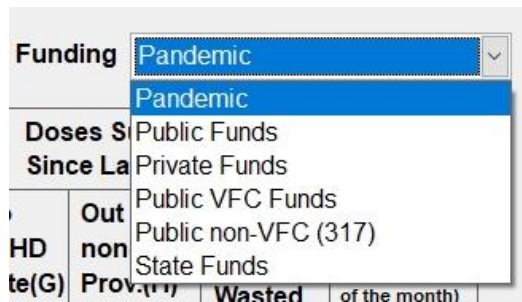 Funding Pandemic
Pandemic
Public Funds
Private Funds
Public VFC Funds
Public non-VFC (317)
State Funds
Doses S
Since La
HD
te(G)
Out
non
Prov.(H)
Wasted
of the month)